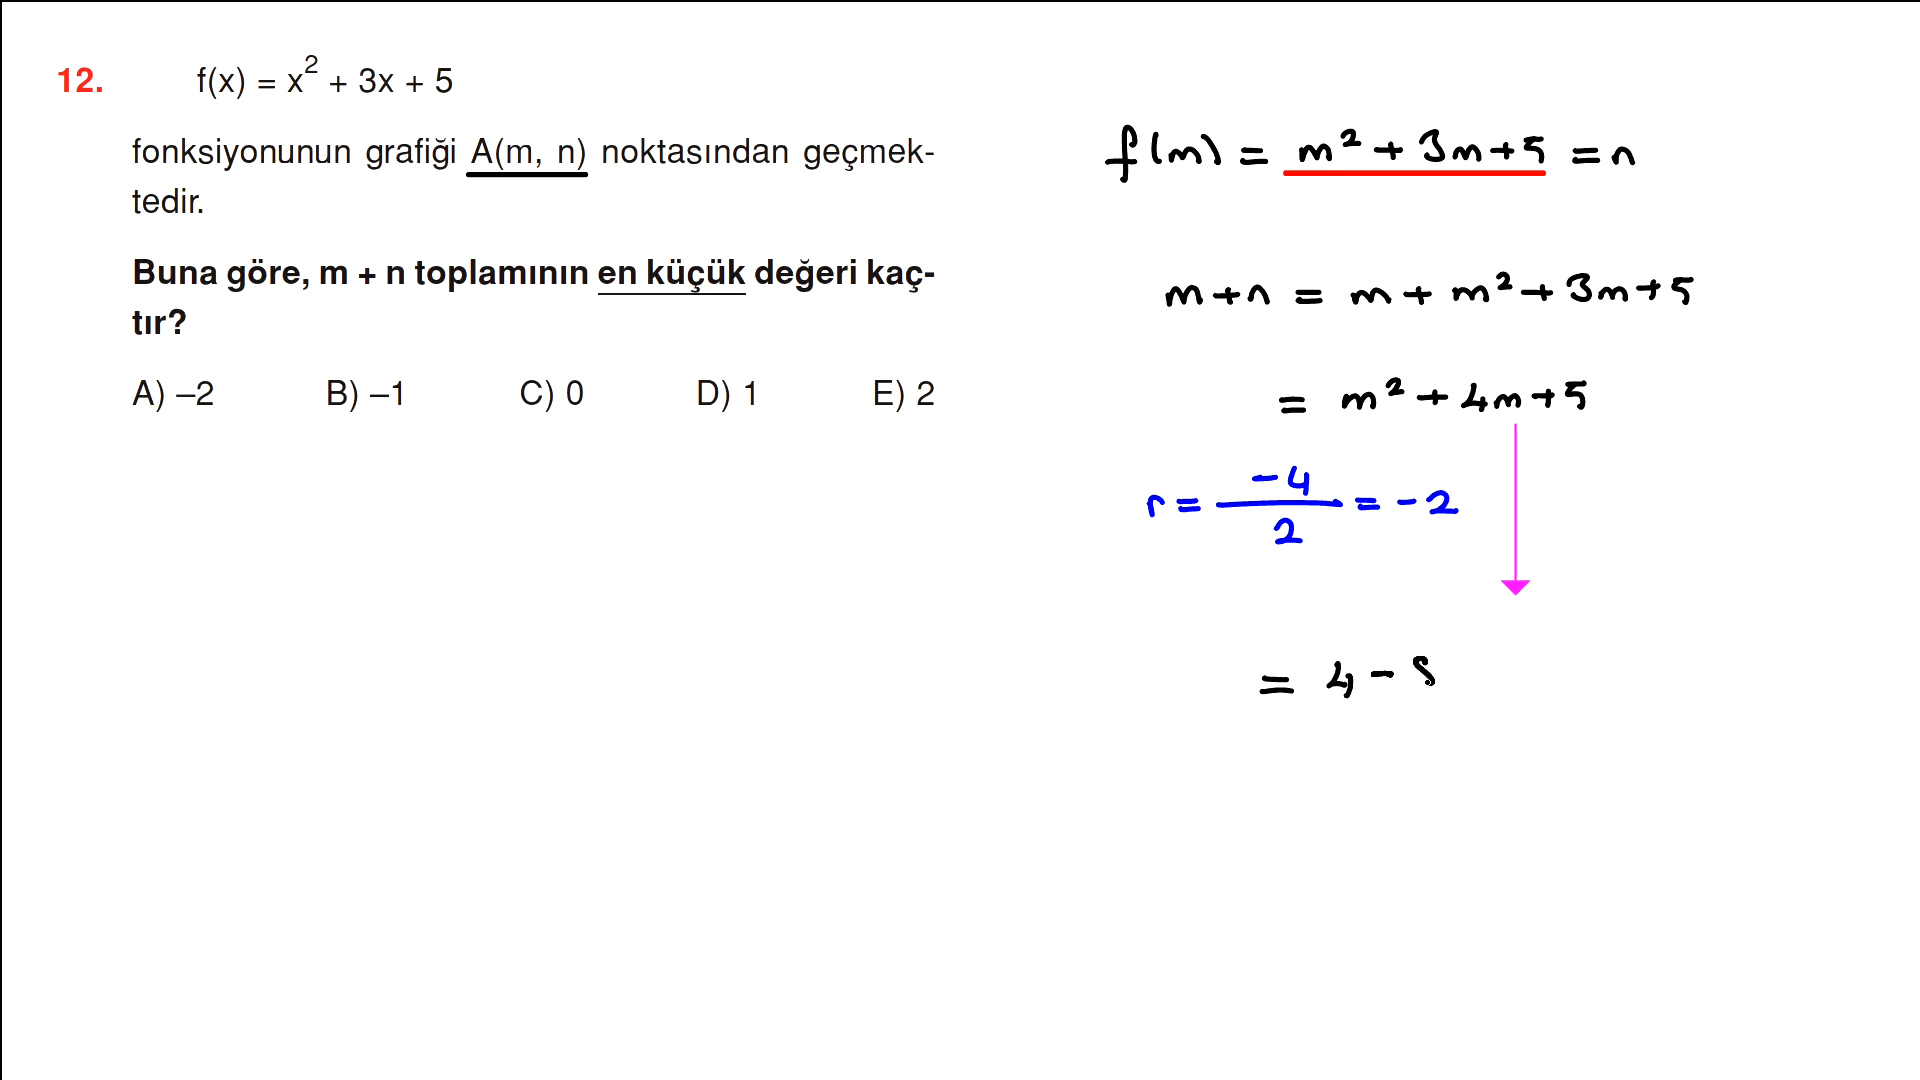 12. f(x) = x² + 3x + 5
fonksiyonunun grafiği A(m, n) noktasından geçmek-
tedir.
Buna göre, m + n toplamının en küçük değeri kaç-
tır?
A) –2 B) –1 C) 0 D) 1 E) 2
f(m) = m² + 3m + 5 = n
m + n = m + m² + 3m + 5
= m² + 4m + 5
r = -4/2 = -2
= 4 - 8